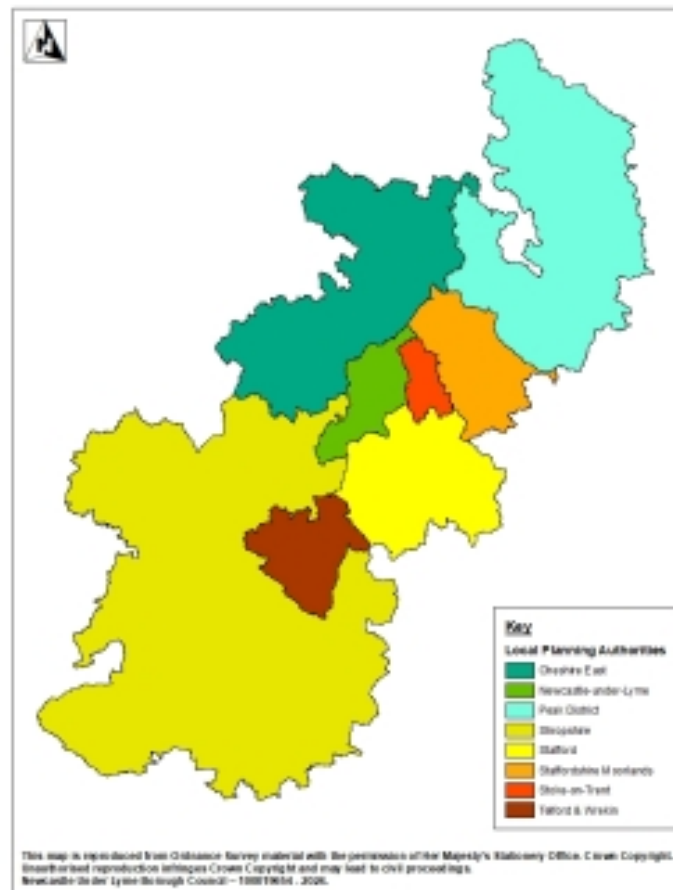 Key
Local Planning Authorities
Cheshire East
Newcastle-under-Lyme
Peak District
Shropshire
Stafford
Staffordshire Moorlands
Stoke-on-Trent
Telford & Wrekin
This map is reproduced from Ordnance Survey material with the permission of Her Majesty's Stationery Office. Crown Copyright.
Unauthorised reproduction infringes Crown Copyright and may lead to civil proceedings.
Newcastle Under Lyme Borough Council -